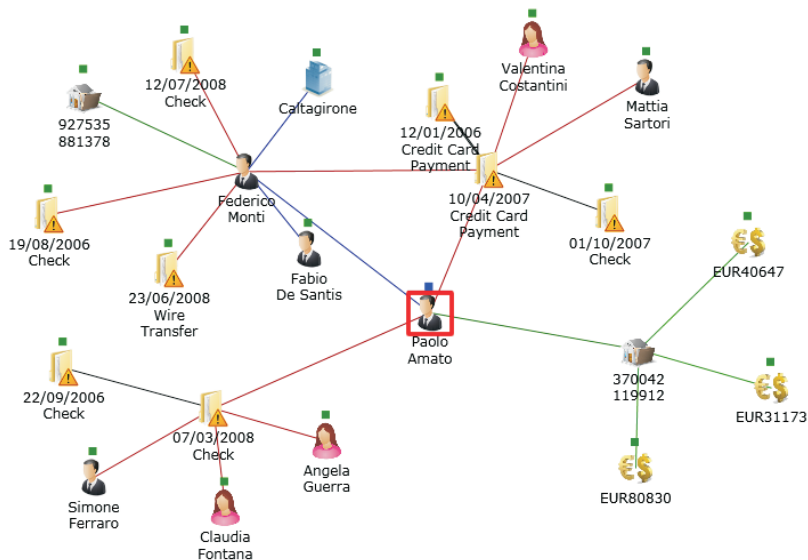 12/07/2008
Check
927535
881378
Caltagirone
Valentina
Costantini
Mattia
Sartori
12/01/2006
Credit Card
Payment
Federico
Monti
10/04/2007
Credit Card
Payment
19/08/2006
Check
01/10/2007
Check
23/06/2008
Wire
Transfer
Fabio
De Santis
EUR40647
Paolo
Amato
370042
119912
22/09/2006
Check
EUR31173
07/03/2008
Check
Angela
Guerra
EUR80830
Simone
Ferraro
Claudia
Fontana